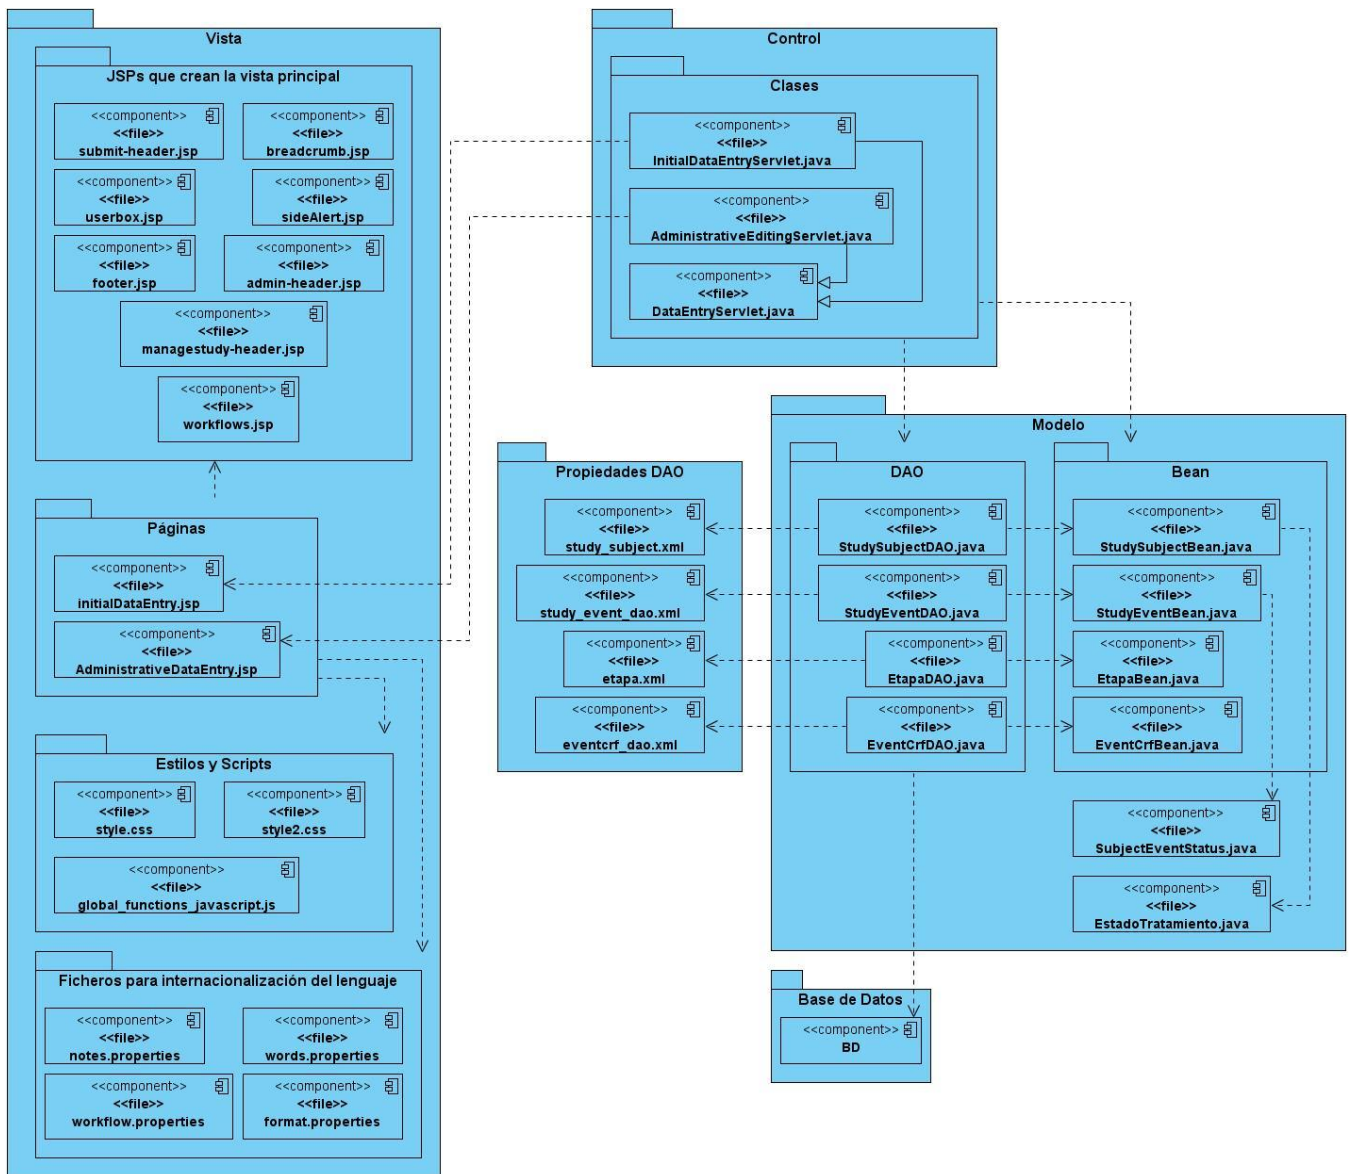 Vista
JSPs que crean la vista principal
<<component>>
<<file>>
submit-header.jsp
<<component>>
<<file>>
breadcrumb.jsp
<<component>>
<<file>>
userbox.jsp
<<component>>
<<file>>
sideAlert.jsp
<<component>>
<<file>>
footer.jsp
<<component>>
<<file>>
admin-header.jsp
<<component>>
<<file>>
managestudy-header.jsp
<<component>>
<<file>>
workflows.jsp
Páginas
<<component>>
<<file>>
initialDataEntry.jsp
<<component>>
<<file>>
AdministrativeDataEntry.jsp
Estilos y Scripts
<<component>>
<<file>>
style.css
<<component>>
<<file>>
style2.css
<<component>>
<<file>>
global_functions_javascript.js
Ficheros para internacionalización del lenguaje
<<component>>
<<file>>
notes.properties
<<component>>
<<file>>
words.properties
<<component>>
<<file>>
workflow.properties
<<component>>
<<file>>
format.properties
Control
Clases
<<component>>
<<file>>
InitialDataEntryServlet.java
<<component>>
<<file>>
AdministrativeEditingServlet.java
<<component>>
<<file>>
DataEntryServlet.java
Propiedades DAO
<<component>>
<<file>>
study_subject.xml
<<component>>
<<file>>
study_event_dao.xml
<<component>>
<<file>>
etapa.xml
<<component>>
<<file>>
eventcrf_dao.xml
Modelo
DAO
<<component>>
<<file>>
StudySubjectDAO.java
<<component>>
<<file>>
StudyEventDAO.java
<<component>>
<<file>>
EtapaDAO.java
<<component>>
<<file>>
EventCrfDAO.java
Bean
<<component>>
<<file>>
StudySubjectBean.java
<<component>>
<<file>>
StudyEventBean.java
<<component>>
<<file>>
EtapaBean.java
<<component>>
<<file>>
EventCrfBean.java
<<component>>
<<file>>
SubjectEventStatus.java
<<component>>
<<file>>
EstadoTratamiento.java
Base de Datos
<<component>>
BD